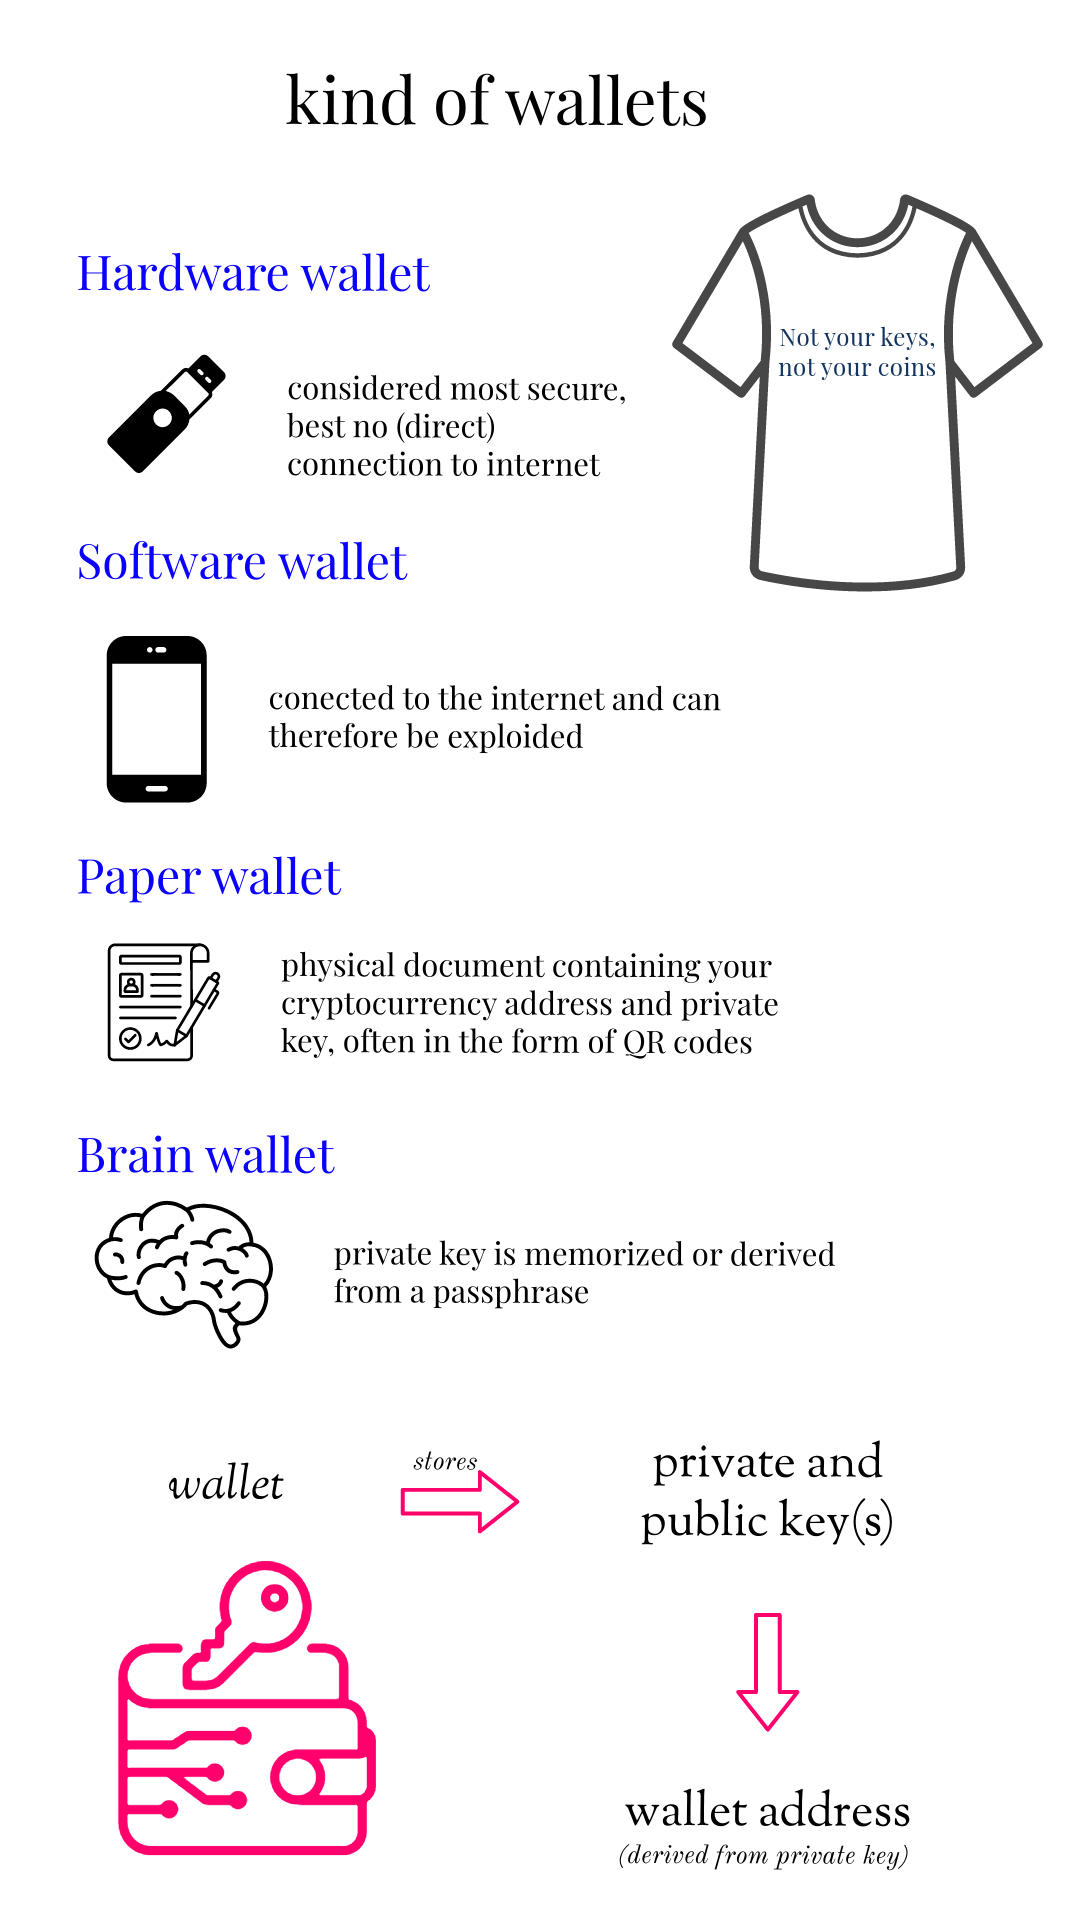 kind of wallets
Hardware wallet
Not your keys,
not your coins
considered most secure,
best no (direct)
connection to internet
Software wallet
conected to the internet and can
therefore be exploided
Paper wallet
physical document containing your
cryptocurrency address and private
key, often in the form of QR codes
Brain wallet
private key is memorized or derived
from a passphrase
wallet
stores
private and
public key(s)
wallet address
(derived from private key)